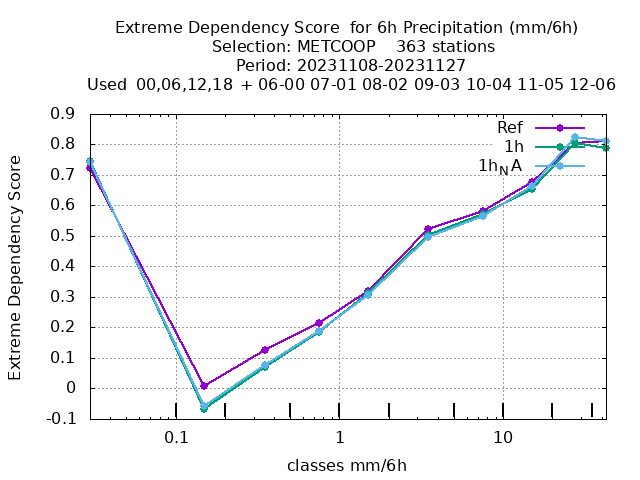 Extreme Dependency Score  for 6h Precipitation (mm/6h)
Selection: METCOOP    363 stations
Period: 20231108-20231127
Used  00,06,12,18  + 06-00 07-01 08-02 09-03 10-04 11-05 12-06
Ref
1h
1h_NA
0.9
0.8
0.7
0.6
0.5
0.4
0.3
0.2
0.1
0
-0.1
Extreme Dependency Score
0.1 1 10
classes mm/6h